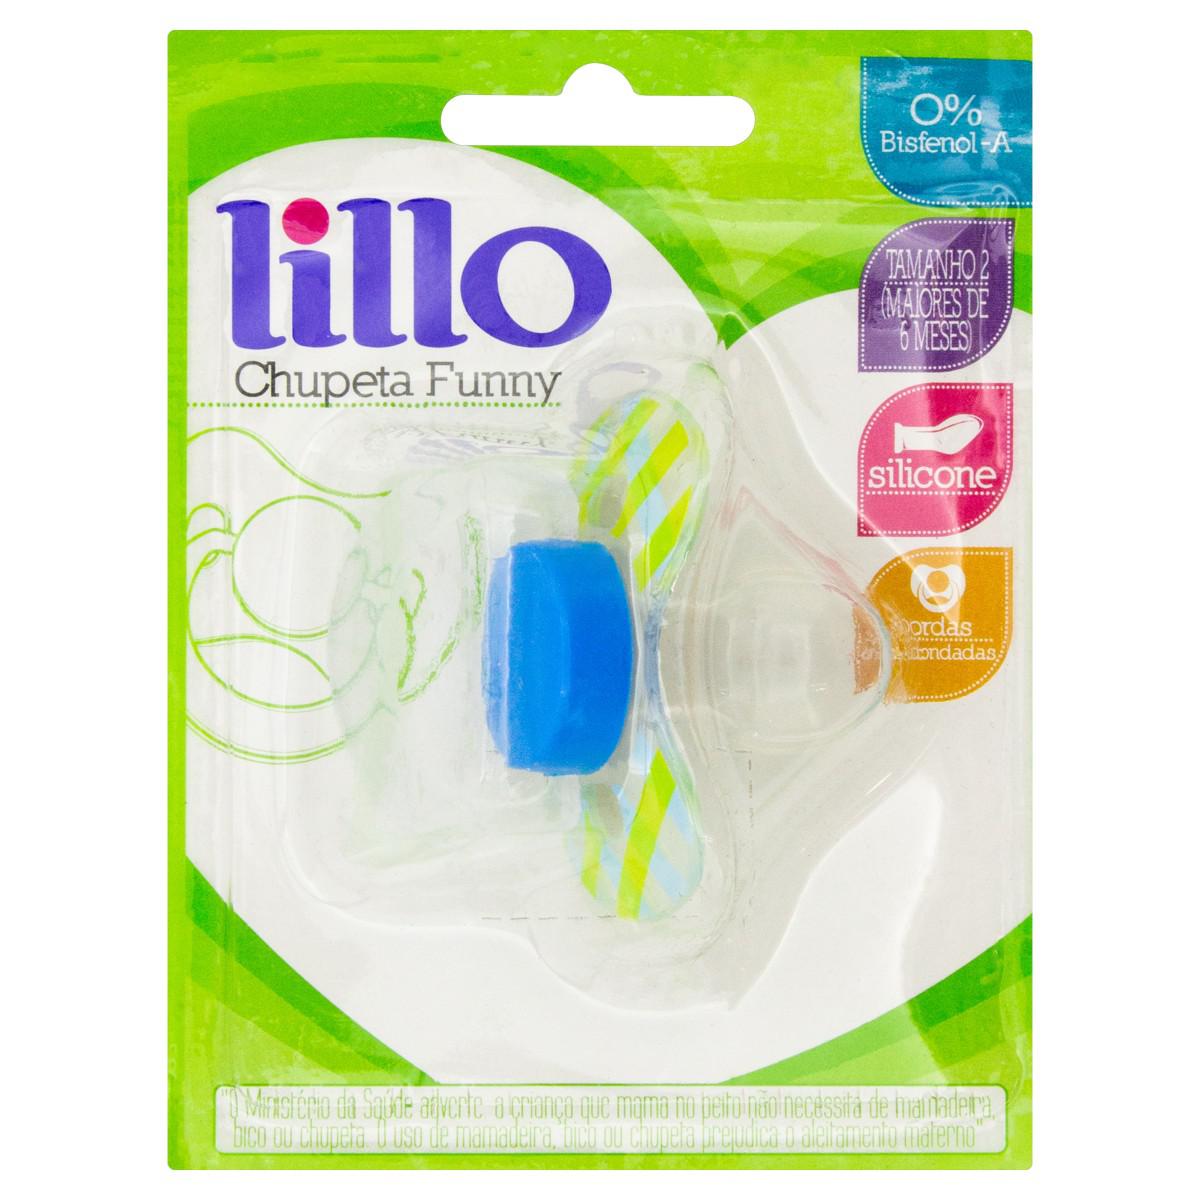 0%
Bisfenol-A
lillo
Chupeta Funny
TAMANHO 2
(MAIORES DE
6 MESES)
silicone
bordas
"O Ministério da Saúde adverte: a criança que mama no peito não necessita de mamadeira,
bico ou chupeta. O uso de mamadeira, bico ou chupeta prejudica o aleitamento materno"